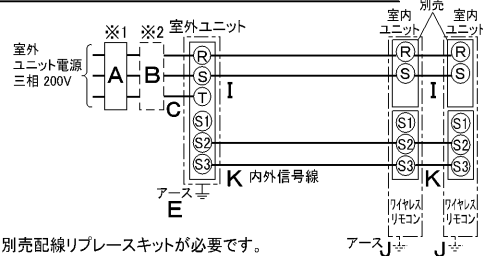 別売
※1
※2
室外ユニット
室内
ユニット
室内
ユニット
室外
ユニット電源
三相 200V
A
B
C
R
S
T
S1
S2
S3
I
K
内外信号線
R
S
S1
S2
S3
I
K
R
S
S1
S2
S3
アース
E
ワイヤレス
リモコン
ワイヤレス
リモコン
アース
J
J
別売配線リプレースキットが必要です。